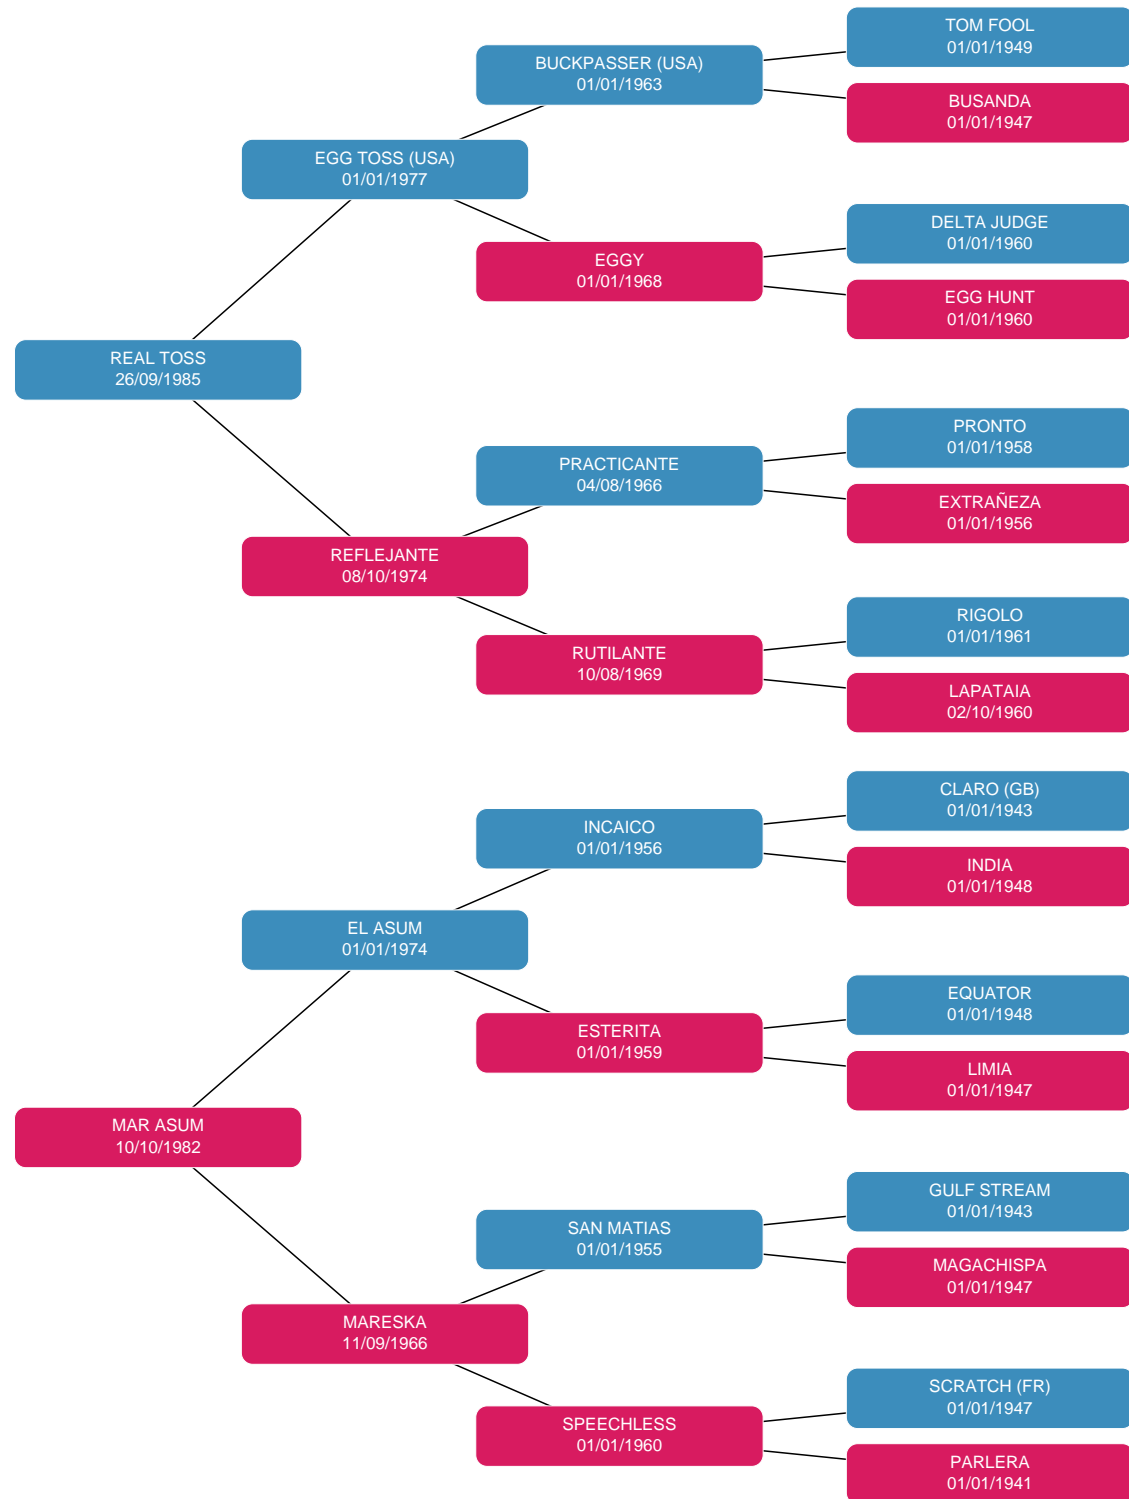 TOM FOOL
01/01/1949
BUCKPASSER (USA)
01/01/1963
BUSANDA
01/01/1947
EGG TOSS (USA)
01/01/1977
DELTA JUDGE
01/01/1960
EGGY
01/01/1968
EGG HUNT
01/01/1960
REAL TOSS
26/09/1985
PRONTO
01/01/1958
PRACTICANTE
04/08/1966
EXTRAÑEZA
01/01/1956
REFLEJANTE
08/10/1974
RIGOLO
01/01/1961
RUTILANTE
10/08/1969
LAPATAIA
02/10/1960
CLARO (GB)
01/01/1943
INCAICO
01/01/1956
INDIA
01/01/1948
EL ASUM
01/01/1974
EQUATOR
01/01/1948
ESTERITA
01/01/1959
LIMIA
01/01/1947
MAR ASUM
10/10/1982
GULF STREAM
01/01/1943
SAN MATIAS
01/01/1955
MAGACHISPA
01/01/1947
MARESKA
11/09/1966
SCRATCH (FR)
01/01/1947
SPEECHLESS
01/01/1960
PARLERA
01/01/1941